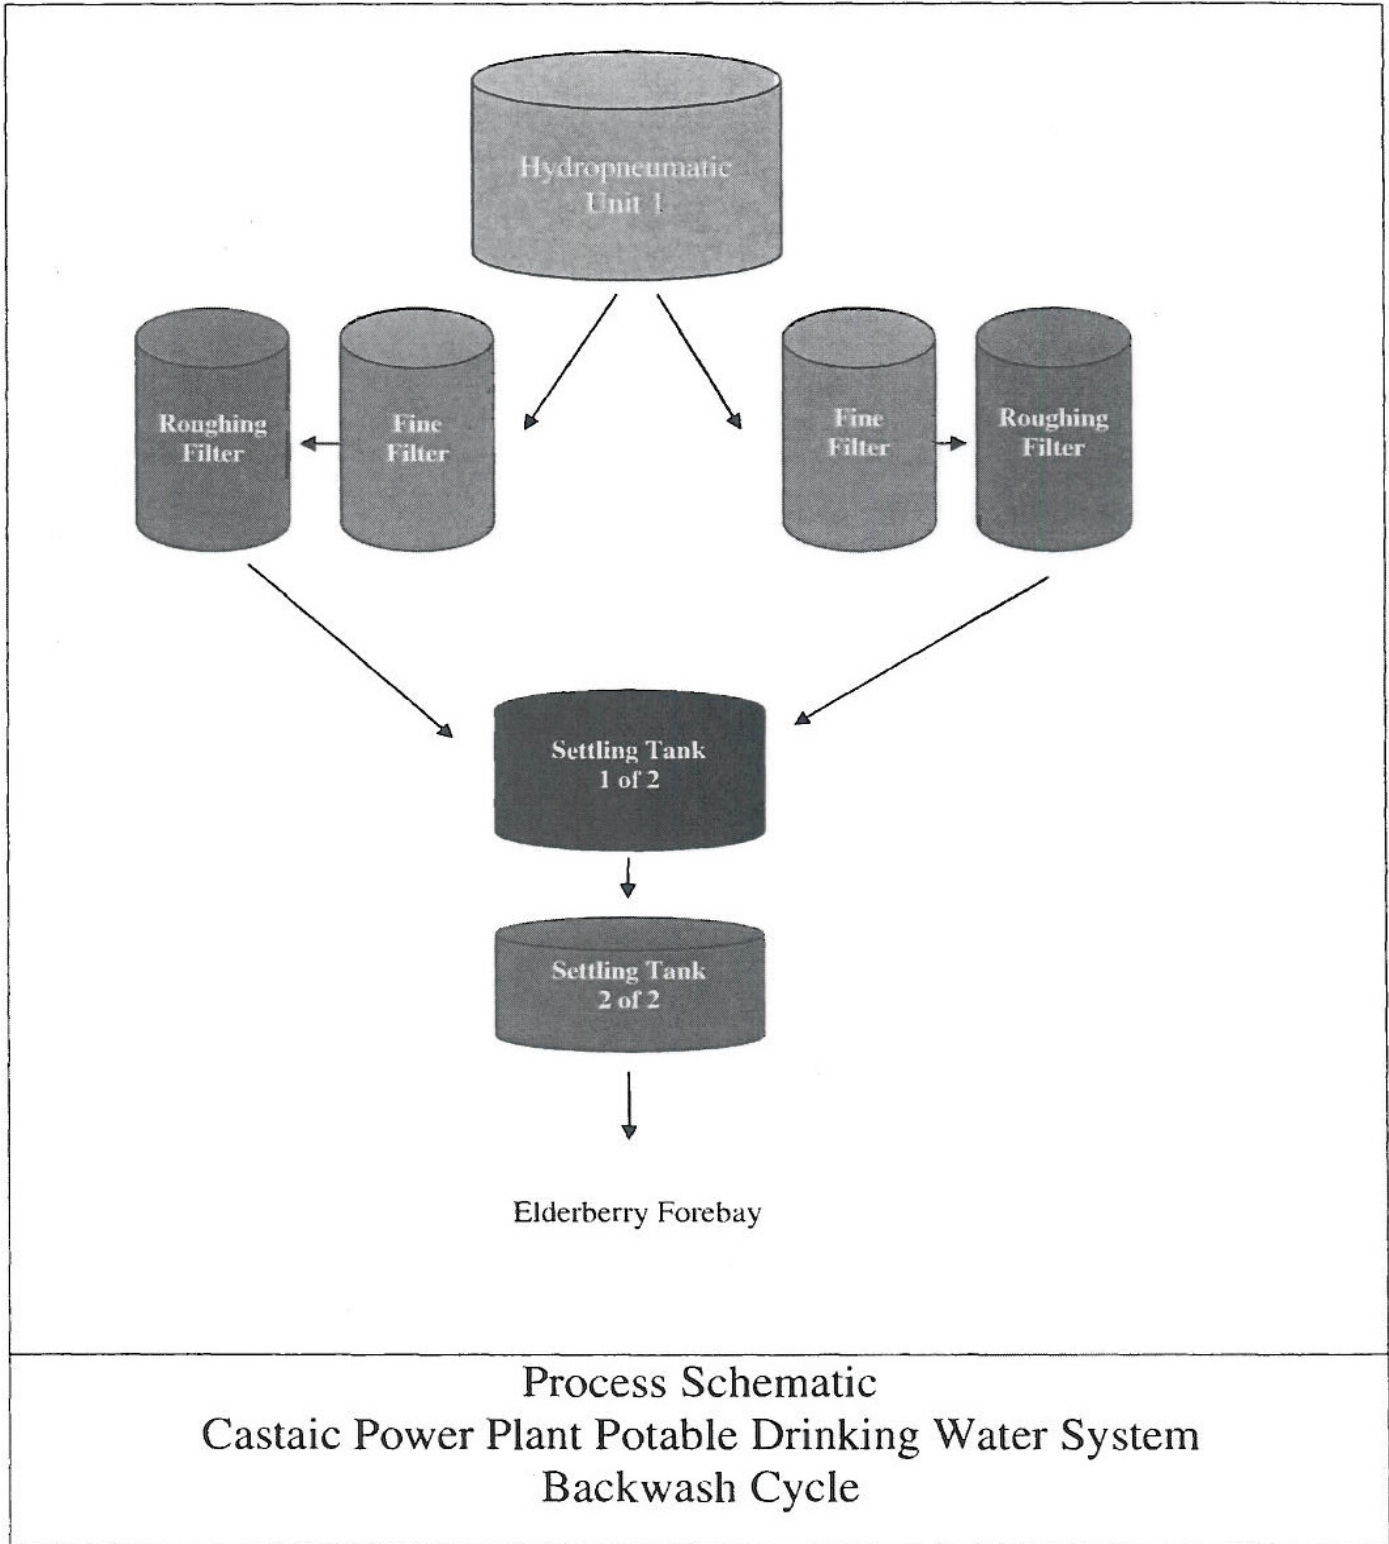 Hydropneumatic
Unit 1
Roughing
Filter
Fine
Filter
Fine
Filter
Roughing
Filter
Settling Tank
1 of 2
Settling Tank
2 of 2
Elderberry Forebay
Process Schematic
Castaic Power Plant Potable Drinking Water System
Backwash Cycle